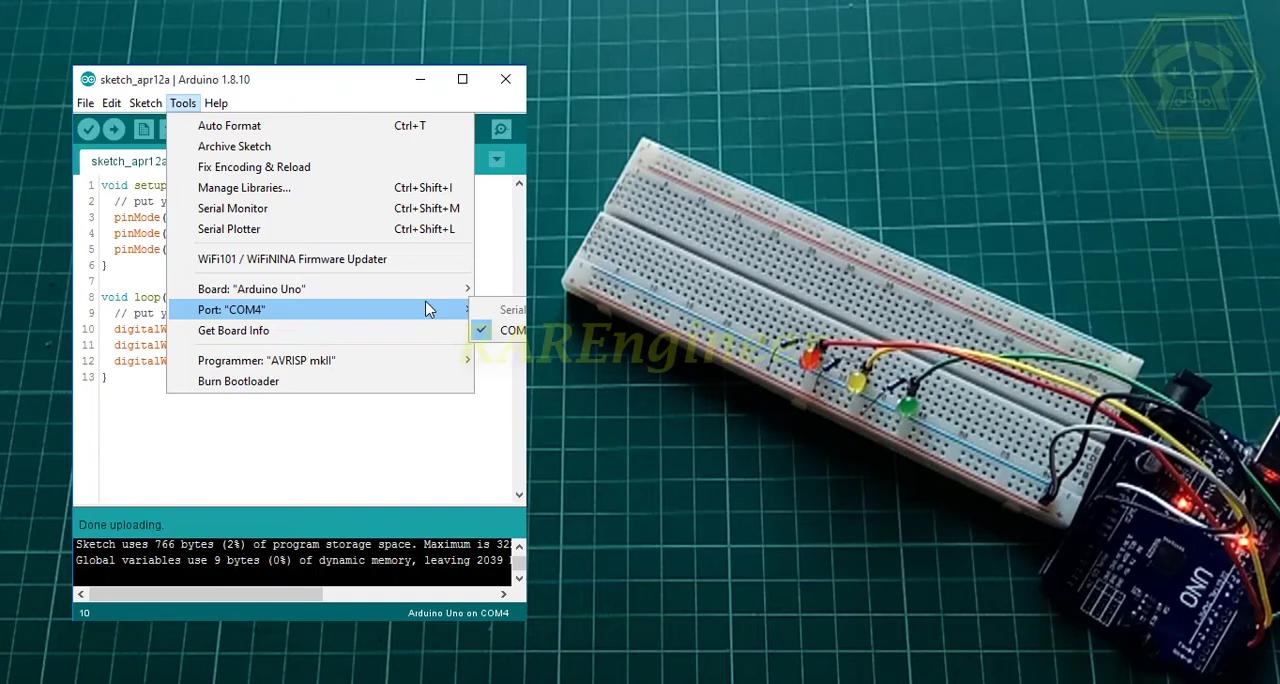 sketch_apr12a | Arduino 1.8.10
File Edit Sketch Tools Help
sketch_apr12a
Auto Format Ctrl+T
Archive Sketch
Fix Encoding & Reload
Manage Libraries... Ctrl+Shift+I
Serial Monitor Ctrl+Shift+M
Serial Plotter Ctrl+Shift+L
WiFi101 / WiFiNINA Firmware Updater
Board: "Arduino Uno"
Port: "COM4"
Serial
COM
Get Board Info
Programmer: "AVRISP mkII"
Burn Bootloader
1 void setup
2 // put y
3 pinMode(
4 pinMode(
5 pinMode(
6 }
7
8 void loop(
9 // put y
10 digitalW
11 digitalW
12 digitalW
13 }
Done uploading.
Sketch uses 766 bytes (2%) of program storage space. Maximum is 32
Global variables use 9 bytes (0%) of dynamic memory, leaving 2039
10
Arduino Uno on COM4
UNO